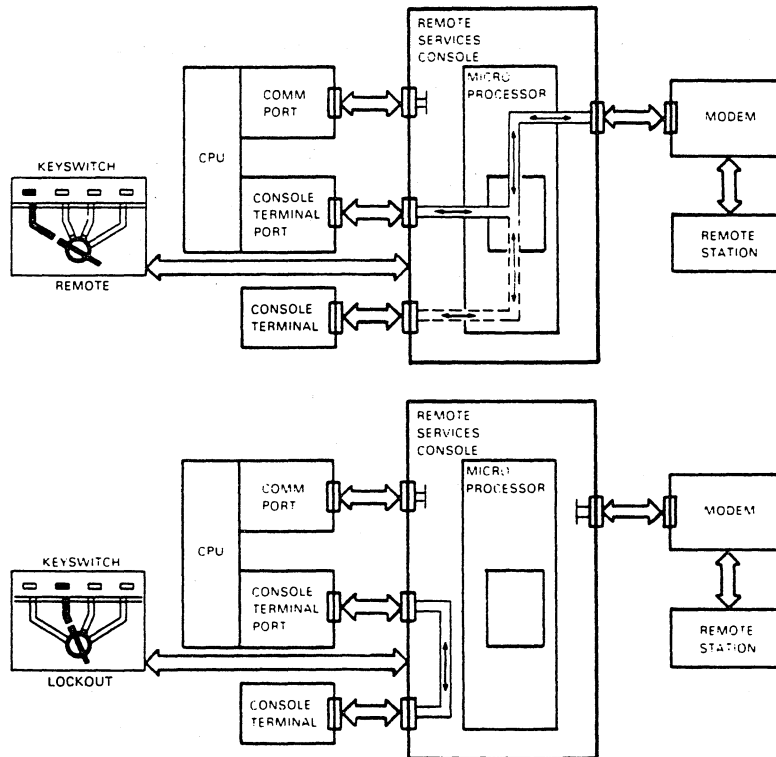 REMOTE
SERVICES
CONSOLE
MICRO
PROCESSOR
COMM
PORT
MODEM
CPU
KEYSWITCH
CONSOLE
TERMINAL
PORT
REMOTE
STATION
REMOTE
CONSOLE
TERMINAL
REMOTE
SERVICES
CONSOLE
MICRO
PROCESSOR
COMM
PORT
MODEM
CPU
KEYSWITCH
CONSOLE
TERMINAL
PORT
REMOTE
STATION
LOCKOUT
CONSOLE
TERMINAL